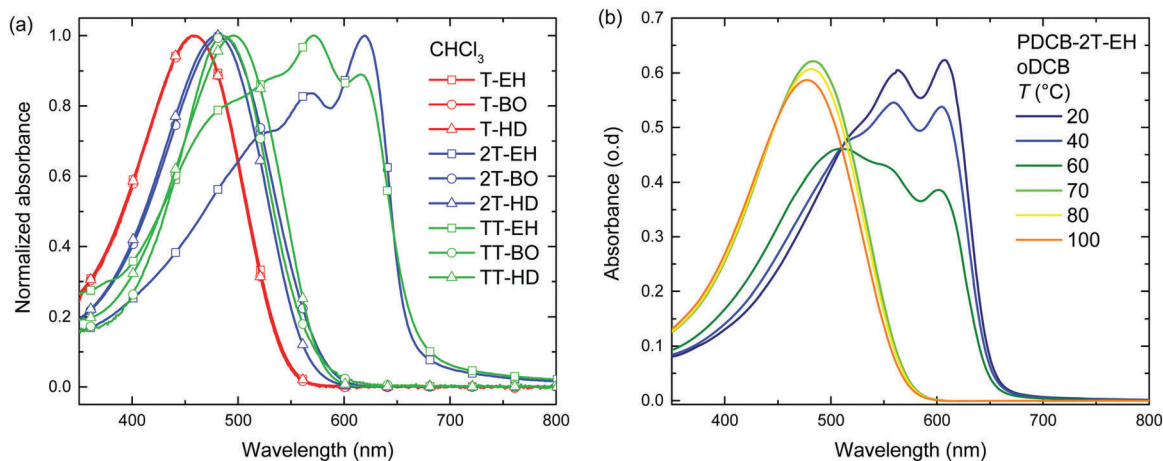 (a)
1.0
0.8
0.6
0.4
0.2
0.0
Normalized absorbance
400 500 600 700 800
Wavelength (nm)
CHCl₃
T-EH
T-BO
T-HD
2T-EH
2T-BO
2T-HD
TT-EH
TT-BO
TT-HD
(b)
0.7
0.6
0.5
0.4
0.3
0.2
0.1
0.0
Absorbance (o.d)
400 500 600 700 800
Wavelength (nm)
PDCB-2T-EH
oDCB
T (°C)
20
40
60
70
80
100